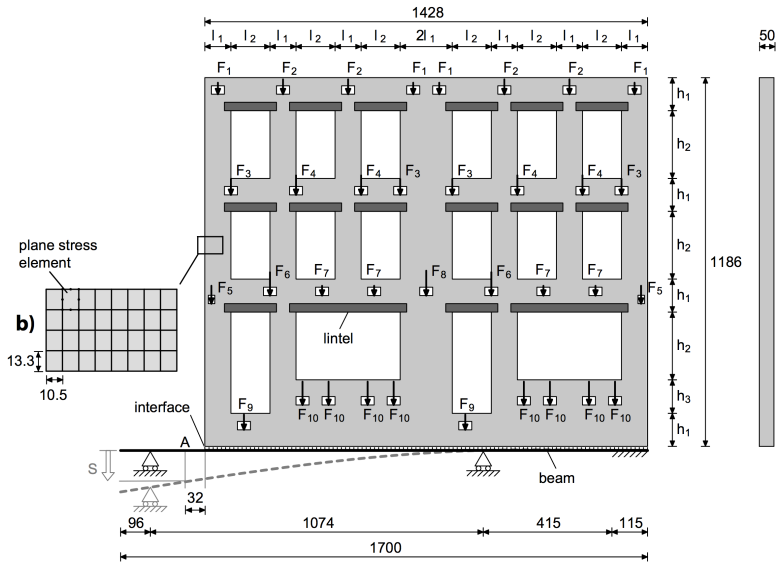 1428
50
l₁ l₂ l₁ l₂ l₁ l₂ 2l₁ l₂ l₁ l₂ l₁ l₂ l₁
F₁ F₂ F₂ F₁ F₁ F₂ F₂ F₁
h₁
h₂
F₃ F₄ F₄ F₃ F₃ F₄ F₄ F₃
h₁
h₂
1186
plane stress
element
F₅ F₆ F₇ F₇ F₈ F₆ F₇ F₇ F₅
h₁
b)
lintel
h₂
13.3
10.5
h₃
interface
F₉ F₁₀ F₁₀ F₁₀ F₁₀ F₉ F₁₀ F₁₀ F₁₀ F₁₀
h₁
A
S
beam
32
96 1074 415 115
1700